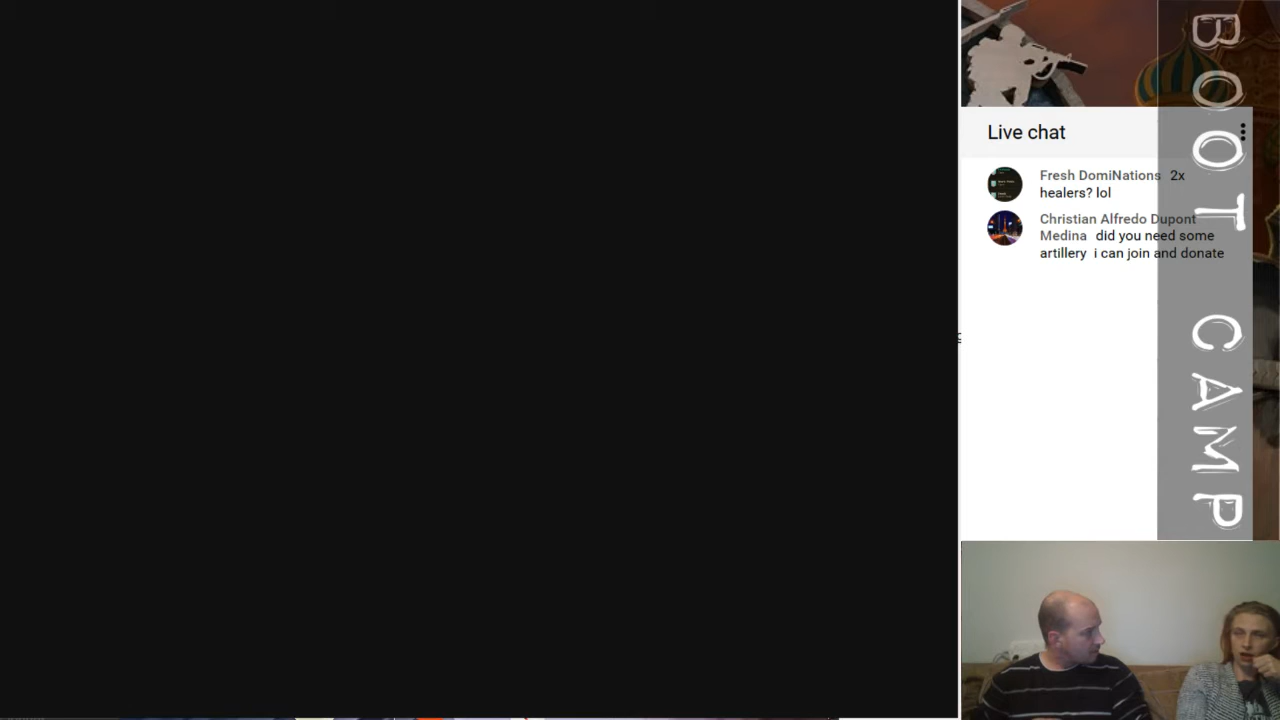 Live chat
Fresh DomiNations 2x
healers? lol
Christian Alfredo Dupont
Medina did you need some
artillery i can join and donate
BOOT CAMP